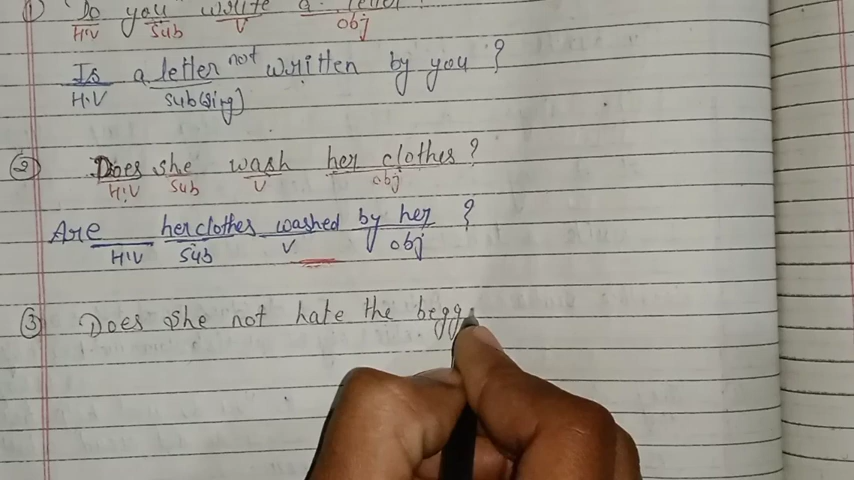 1) Do you write a letter
H.V Sub V obj
Is a letter not written by you ?
H.V Sub(sing)
2 Does she wash her clothes?
H.V Sub V obj
Are her clothes washed by her ?
H.V Sub V obj
3 Does she not hate the begg